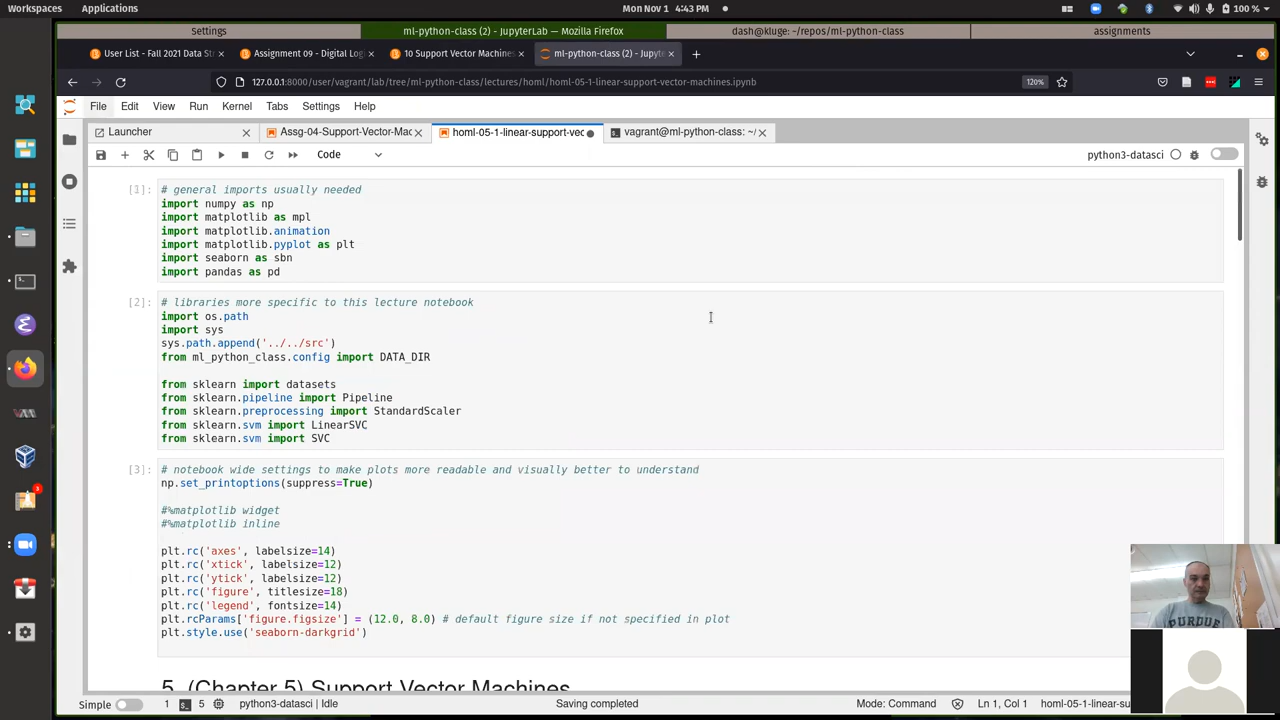 Workspaces Applications Mon Nov 1 4:43 PM 100 %
Settings ml-python-class (2) - JupyterLab — Mozilla Firefox dash@kluge: ~/repos/ml-python-class assignments
User List - Fall 2021 Data St Assignment 09 - Digital Logi 10 Support Vector Machines ml-python-class (2) - Jupyte
127.0.0.1:8000/user/vagrant/lab/tree/ml-python-class/lectures/homl/homl-05-1-linear-support-vector-machines.ipynb 120%
File Edit View Run Kernel Tabs Settings Help
Launcher Assg-04-Support-Vector-Mac homl-05-1-linear-support-vec vagrant@ml-python-class: ~/
Code python3-datasci
[1]: # general imports usually needed
import numpy as np
import matplotlib as mpl
import matplotlib.animation
import matplotlib.pyplot as plt
import seaborn as sbn
import pandas as pd
[2]: # libraries more specific to this lecture notebook
import os.path
import sys
sys.path.append('../../src')
from ml_python_class.config import DATA_DIR
from sklearn import datasets
from sklearn.pipeline import Pipeline
from sklearn.preprocessing import StandardScaler
from sklearn.svm import LinearSVC
from sklearn.svm import SVC
[3]: # notebook wide settings to make plots more readable and visually better to understand
np.set_printoptions(suppress=True)
#%matplotlib widget
#%matplotlib inline
plt.rc('axes', labelsize=14)
plt.rc('xtick', labelsize=12)
plt.rc('ytick', labelsize=12)
plt.rc('figure', titlesize=18)
plt.rc('legend', fontsize=14)
plt.rcParams['figure.figsize'] = (12.0, 8.0) # default figure size if not specified in plot
plt.style.use('seaborn-darkgrid')
5. (Chapter 5) Support Vector Machines
Simple 1 5 python3-datasci | Idle Saving completed Mode: Command Ln 1, Col 1 homl-05-1-linear-su
PURDUE
3